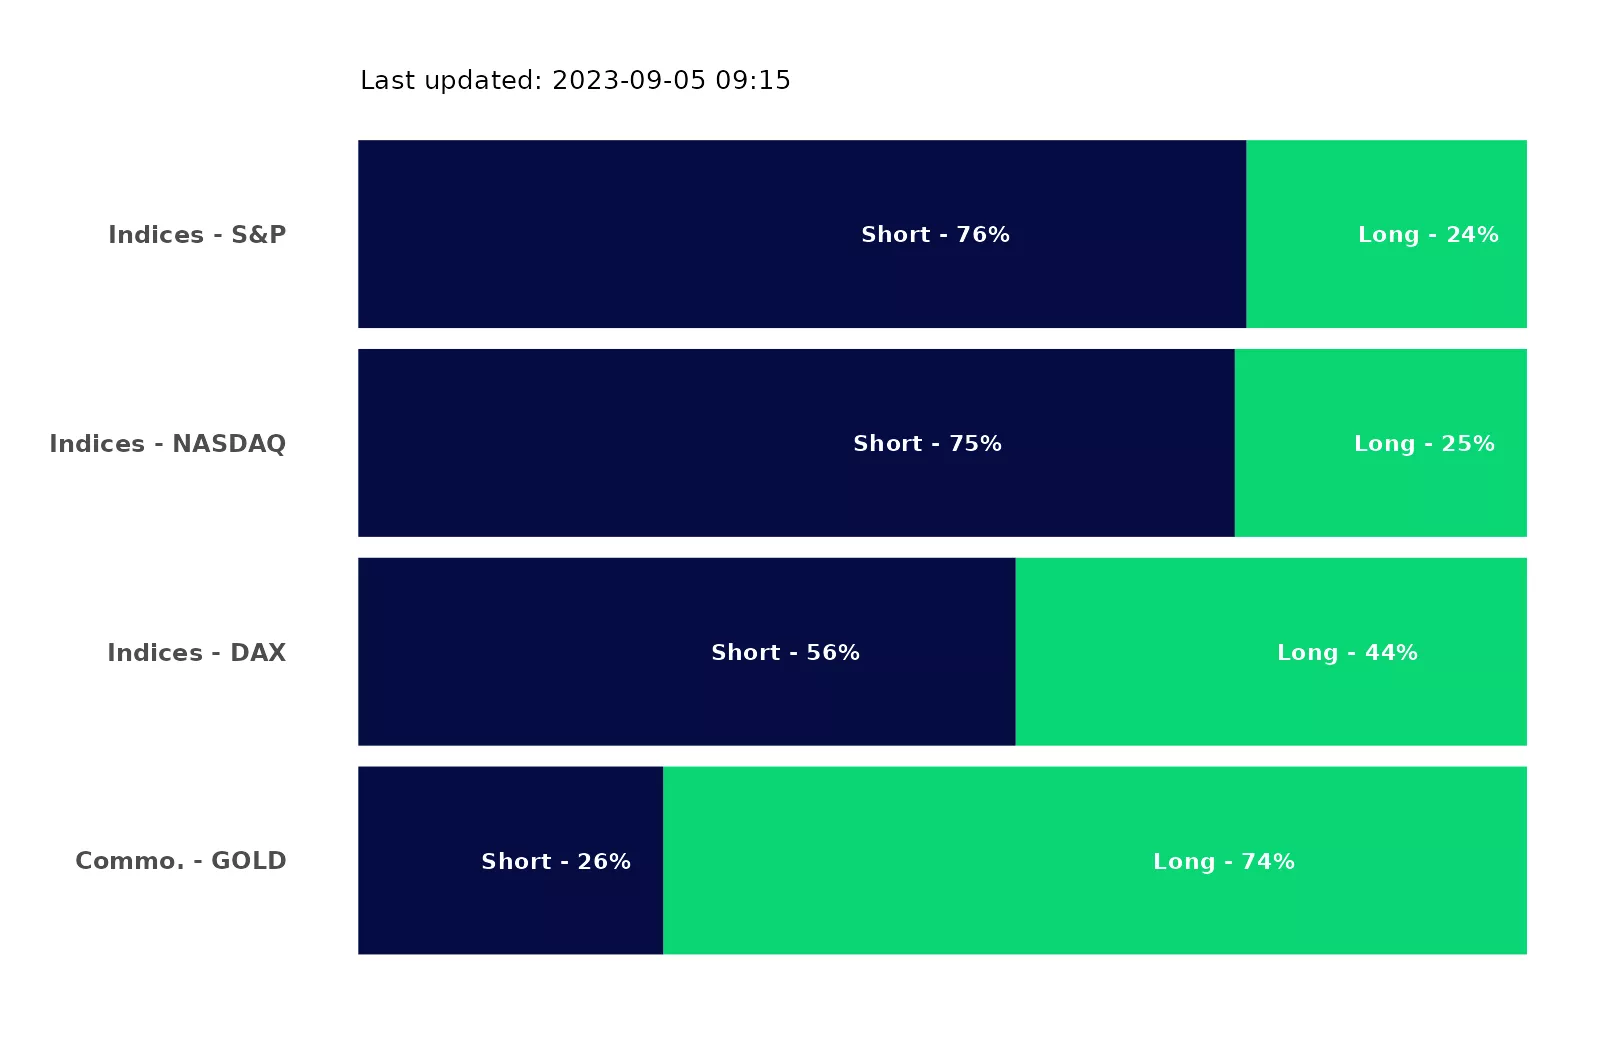 Last updated: 2023-09-05 09:15
Indices - S&P
Short - 76%
Long - 24%
Indices - NASDAQ
Short - 75%
Long - 25%
Indices - DAX
Short - 56%
Long - 44%
Commo. - GOLD
Short - 26%
Long - 74%